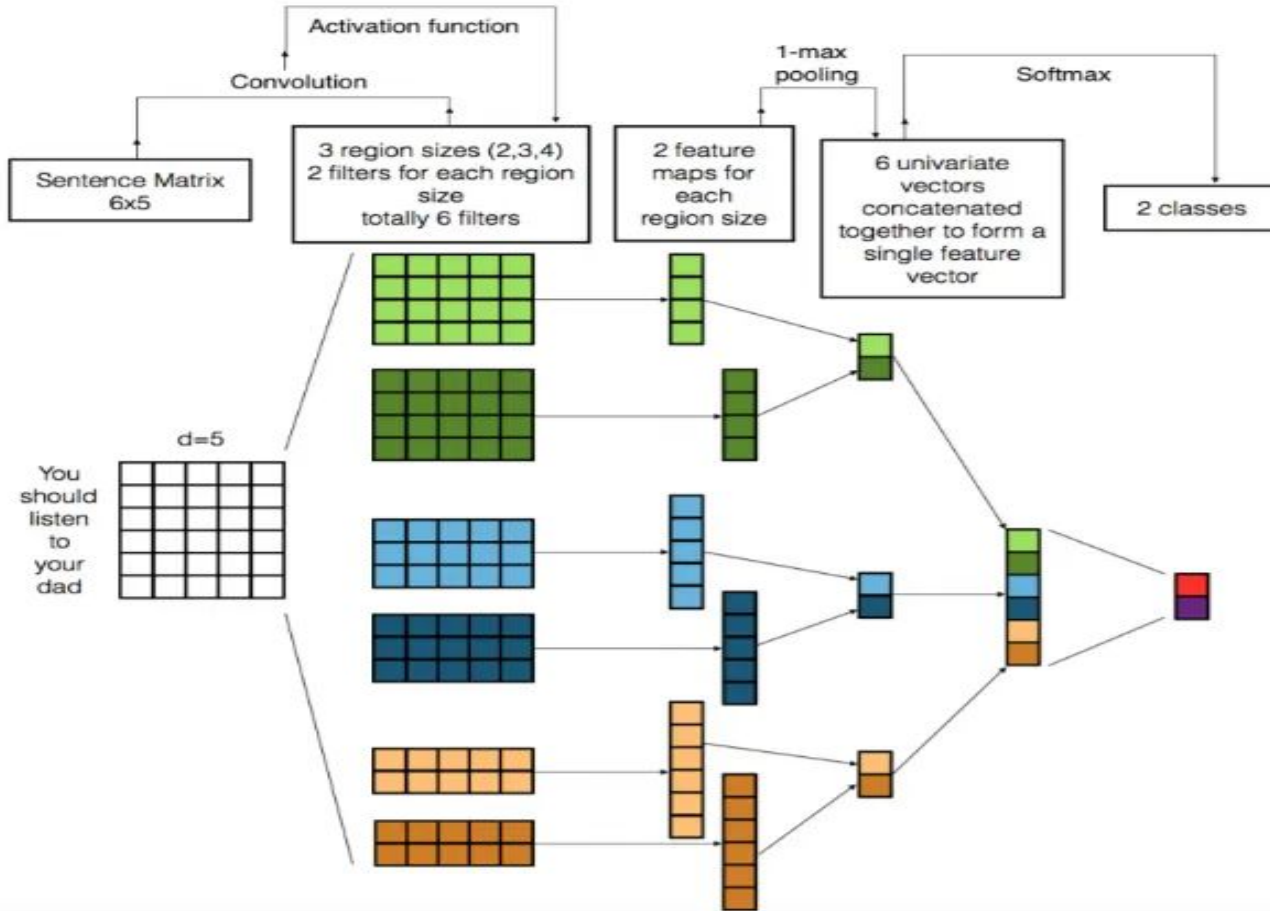 Activation function
Convolution
1-max
pooling
Softmax
Sentence Matrix
6x5
3 region sizes (2,3,4)
2 filters for each region
size
totally 6 filters
2 feature
maps for
each
region size
6 univariate
vectors
concatenated
together to form a
single feature
vector
2 classes
d=5
You
should
listen
to
your
dad